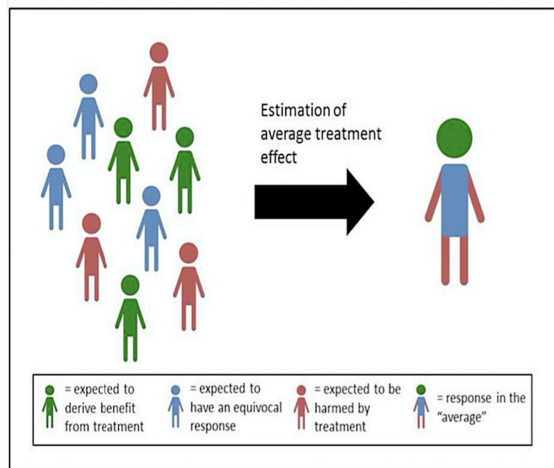 Estimation of
average treatment
effect
= expected to
derive benefit
from treatment
= expected to
have an equivocal
response
= expected to be
harmed by
treatment
= response in the
“average”